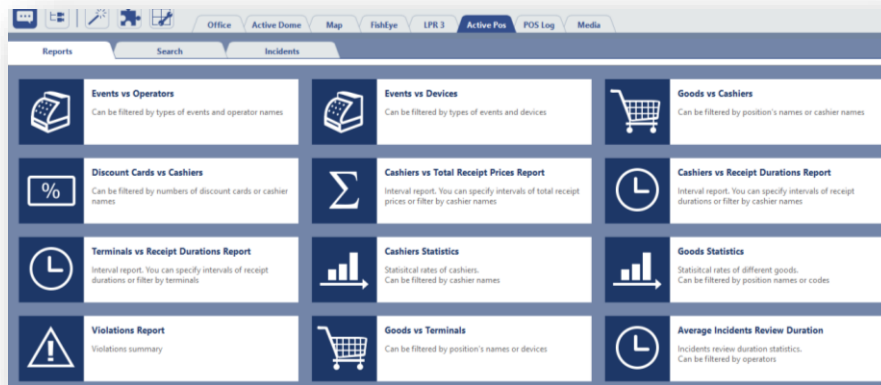 Office Active Dome Map FishEye LPR 3 Active Pos POS Log Media
Reports Search Incidents
Events vs Operators
Can be filtered by types of events and operator names
Events vs Devices
Can be filtered by types of events and devices
Goods vs Cashiers
Can be filtered by position's names or cashier names
Discount Cards vs Cashiers
Can be filtered by numbers of discount cards or cashier
names
%
Cashiers vs Total Receipt Prices Report
Interval report. You can specify intervals of total receipt
prices or filter by cashier names
Σ
Cashiers vs Receipt Durations Report
Interval report. You can specify intervals of receipt
durations or filter by cashier names
Terminals vs Receipt Durations Report
Interval report. You can specify intervals of receipt
durations or filter by terminals
Cashiers Statistics
Statisitcal rates of cashiers.
Can be filtered by cashier names
Goods Statistics
Statisitcal rates of different goods.
Can be filtered by position names or codes
Violations Report
Violations summary
Goods vs Terminals
Can be filtered by position's names or devices
Average Incidents Review Duration
Incidents review duration statistics.
Can be filtered by operators